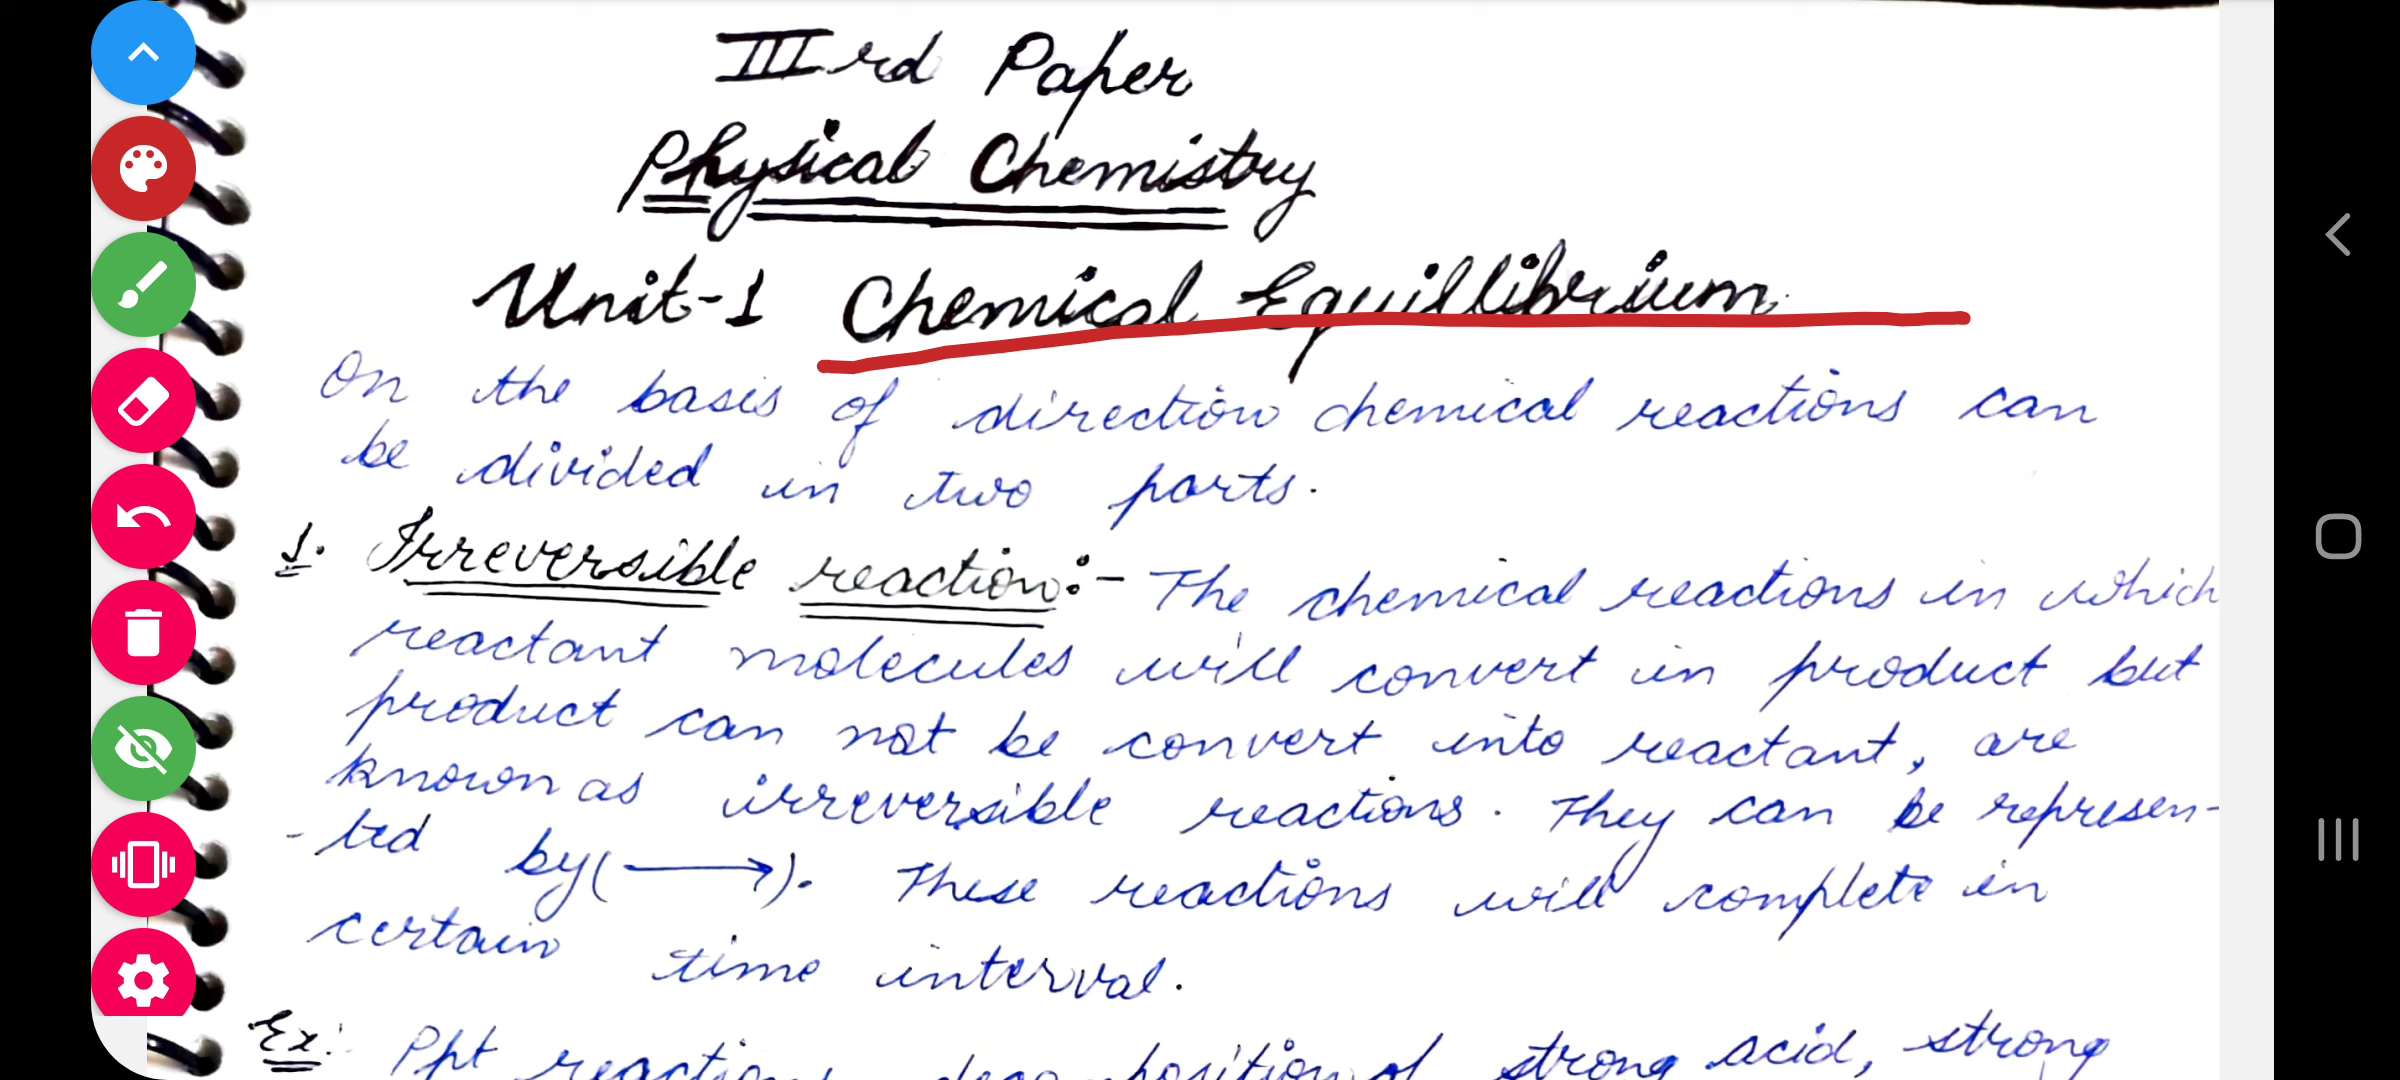 IIIrd Paper
Physical Chemistry
Unit-1 Chemical Equillibrium
On the basis of direction chemical reactions can
be divided in two parts.
1. Irreversible reaction:- The chemical reactions in which
reactant molecules will convert in product but
product can not be convert into reactant, are
known as irreversible reactions. They can be represen-
-ted by(⟶). These reactions will complete in
certain time interval.
Ex: Ppt reactions, of strong acid, strong